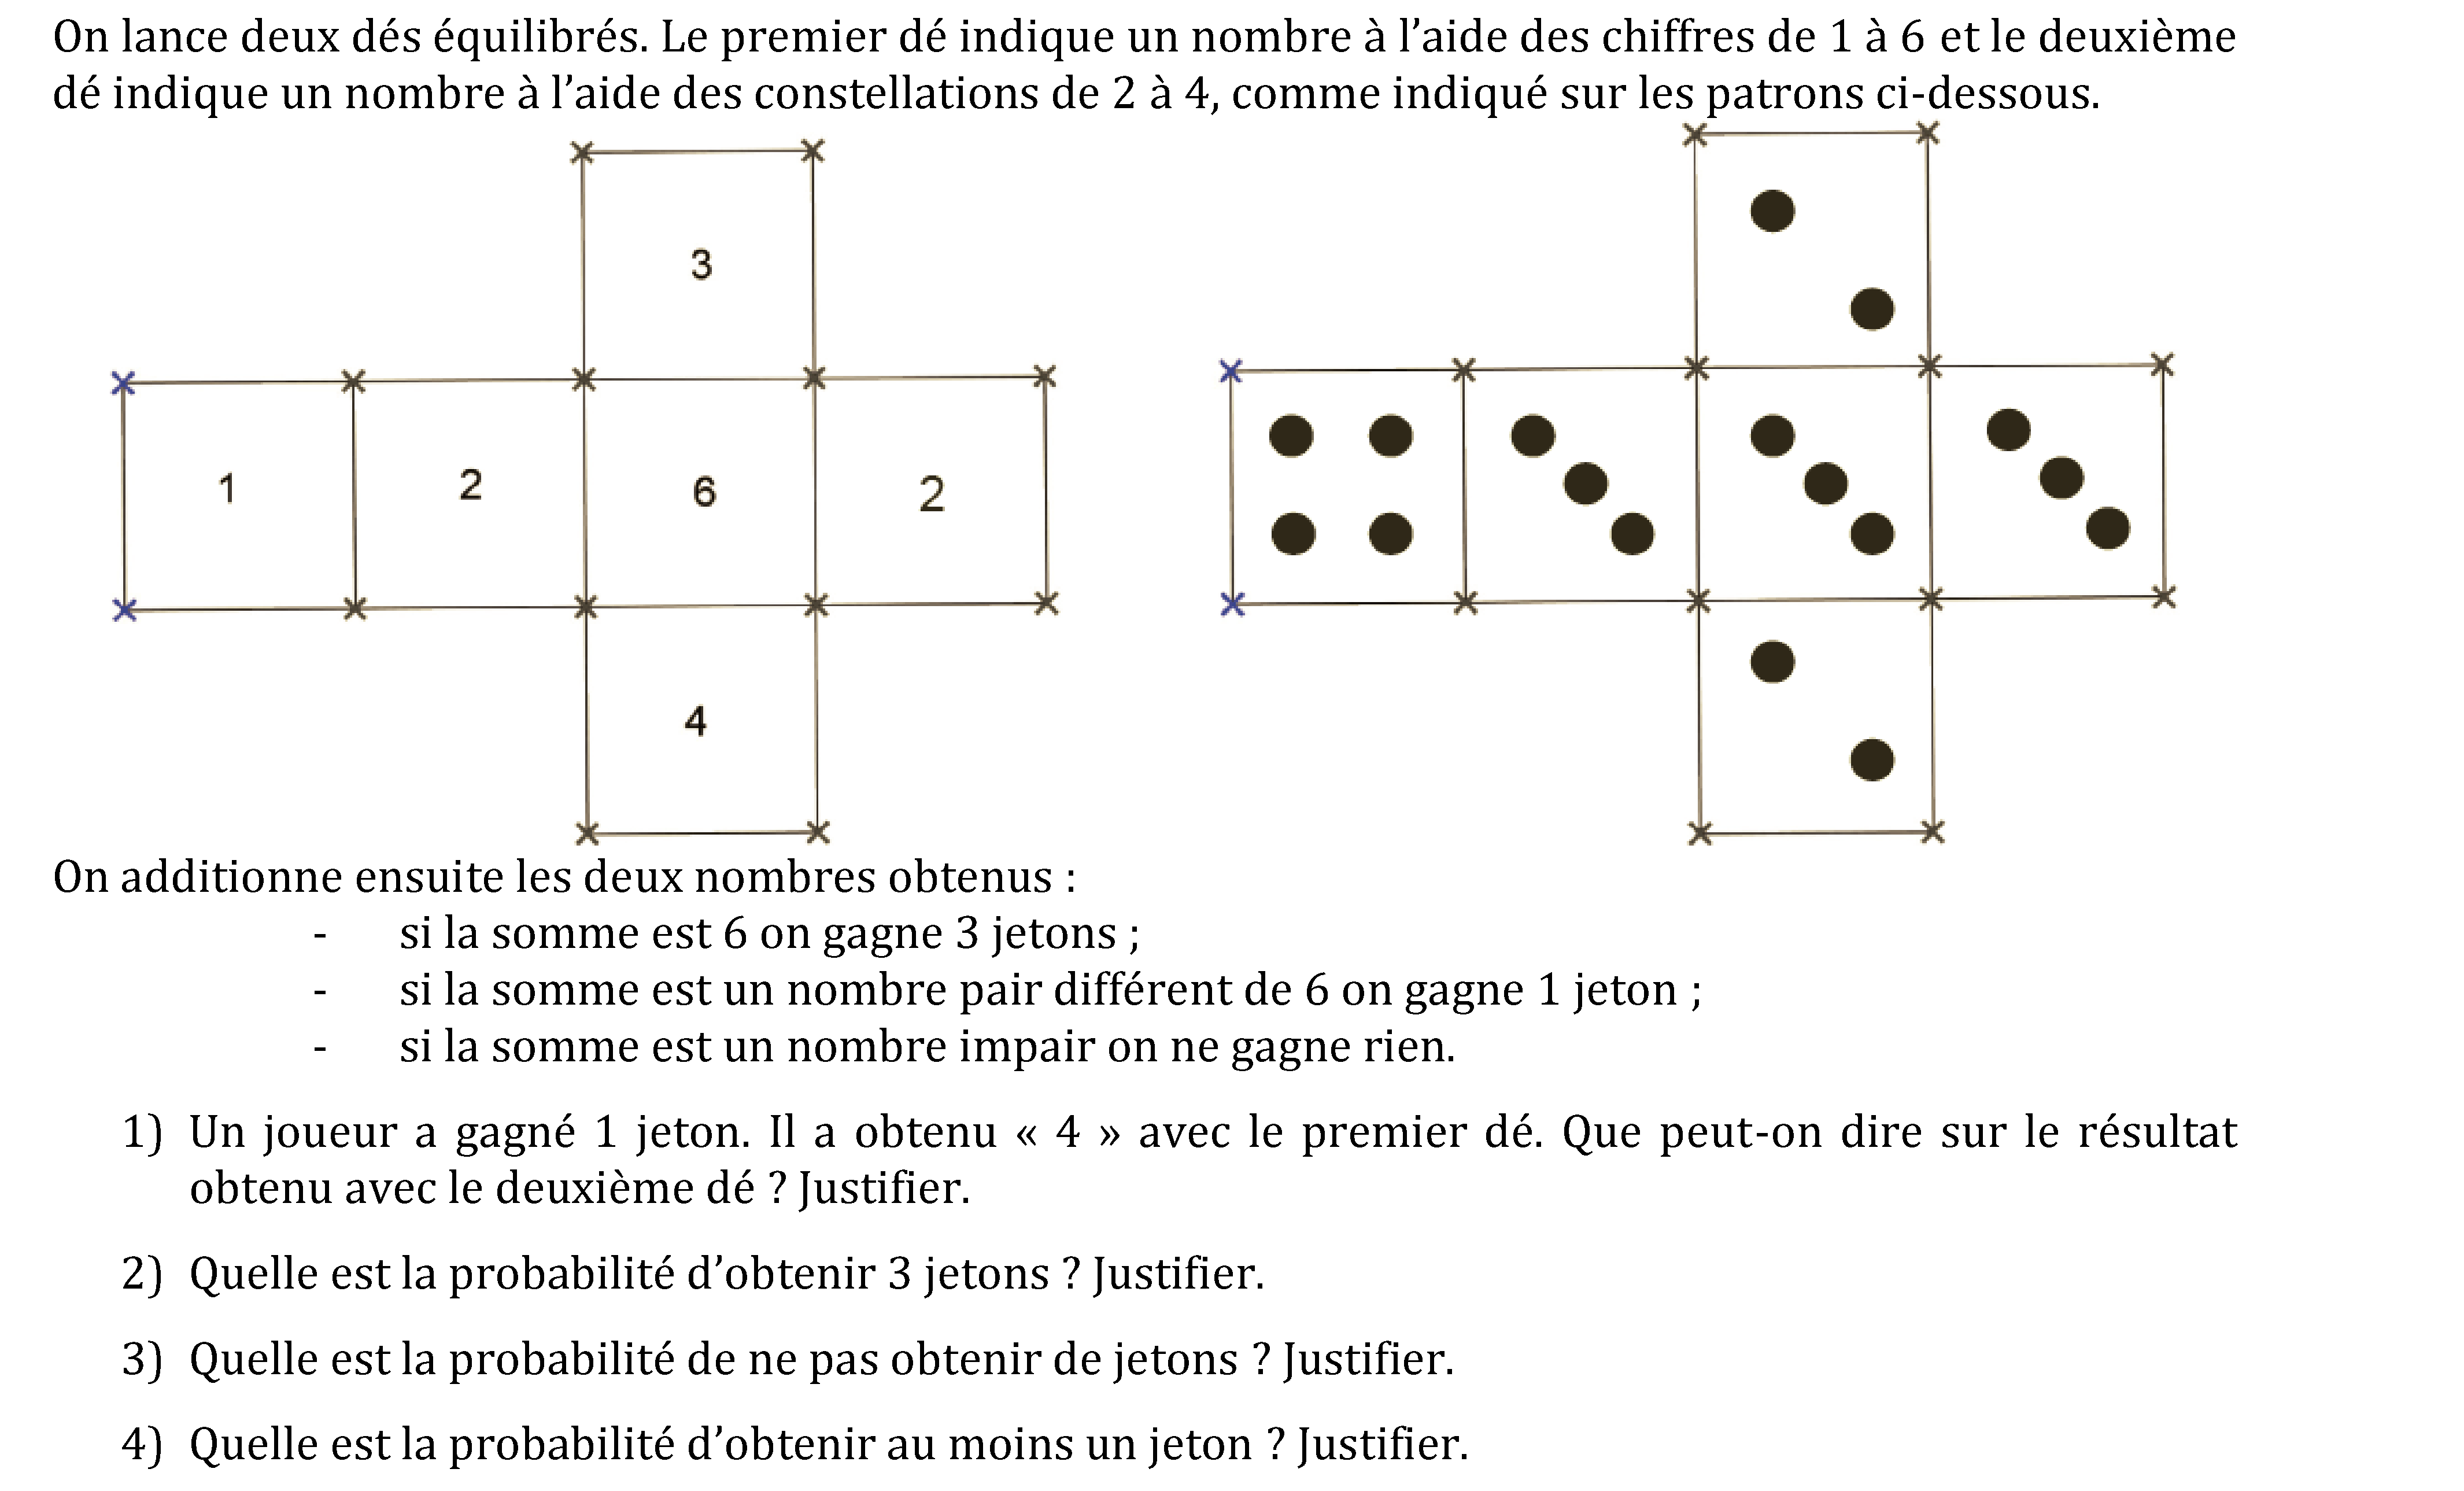 On lance deux dés équilibrés. Le premier dé indique un nombre à l’aide des chiffres de 1 à 6 et le deuxième
dé indique un nombre à l’aide des constellations de 2 à 4, comme indiqué sur les patrons ci-dessous.
3
1 2 6 2
4
On additionne ensuite les deux nombres obtenus :
- si la somme est 6 on gagne 3 jetons ;
- si la somme est un nombre pair différent de 6 on gagne 1 jeton ;
- si la somme est un nombre impair on ne gagne rien.
1) Un joueur a gagné 1 jeton. Il a obtenu « 4 » avec le premier dé. Que peut-on dire sur le résultat
obtenu avec le deuxième dé ? Justifier.
2) Quelle est la probabilité d’obtenir 3 jetons ? Justifier.
3) Quelle est la probabilité de ne pas obtenir de jetons ? Justifier.
4) Quelle est la probabilité d’obtenir au moins un jeton ? Justifier.